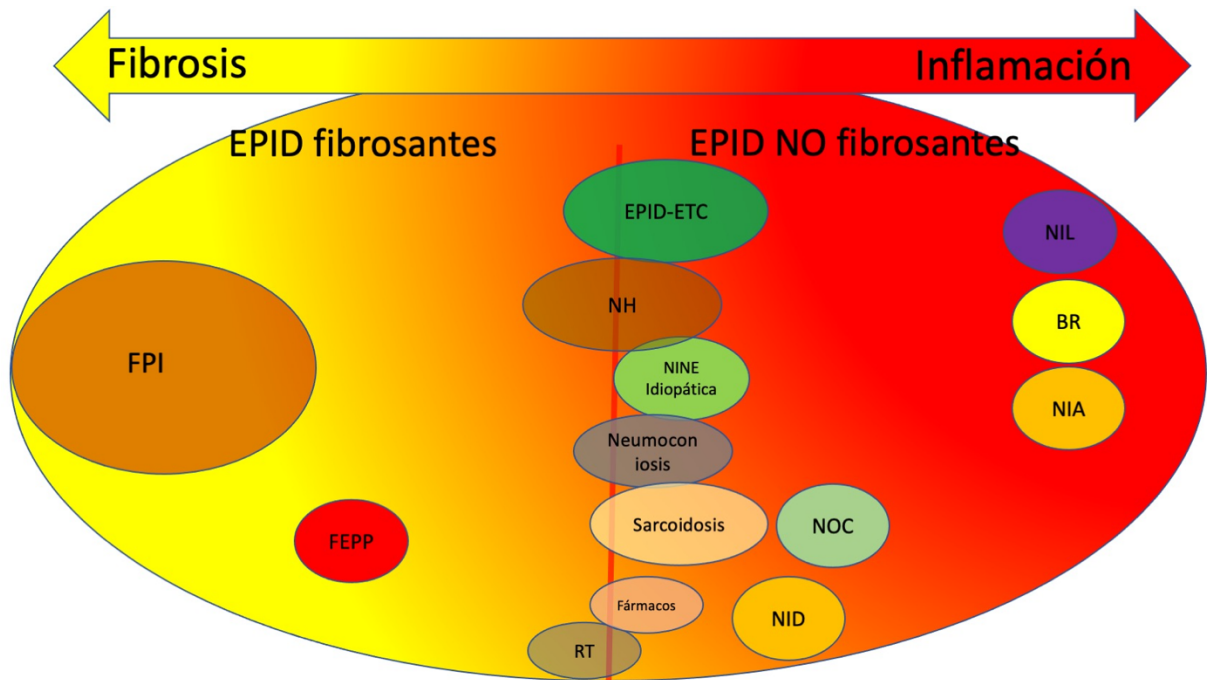 Fibrosis
Inflamación
EPID fibrosantes
EPID NO fibrosantes
EPID-ETC
NIL
NH
BR
FPI
NINE
Idiopática
NIA
Neumocon
iosis
Sarcoidosis
NOC
FEPP
Fármacos
NID
RT